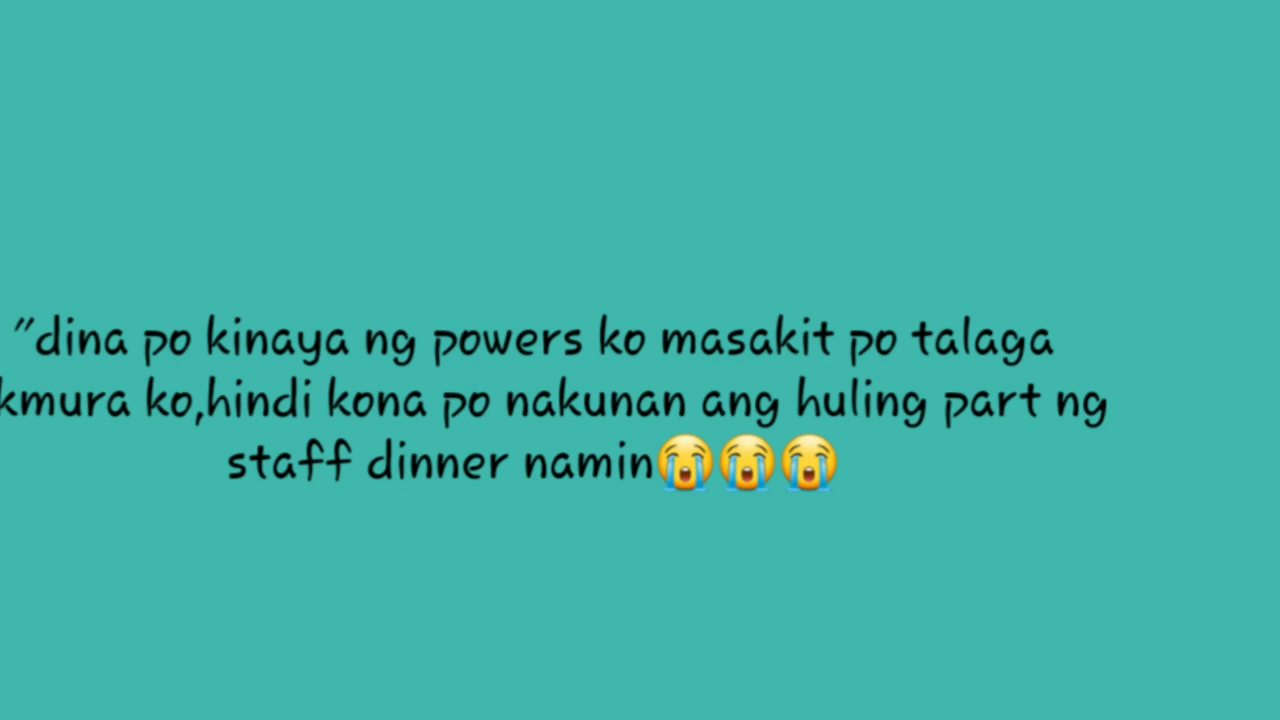 "dina po kinaya ng powers ko masakit po talaga
kmura ko,hindi kona po nakunan ang huling part ng
staff dinner namin😭😭😭